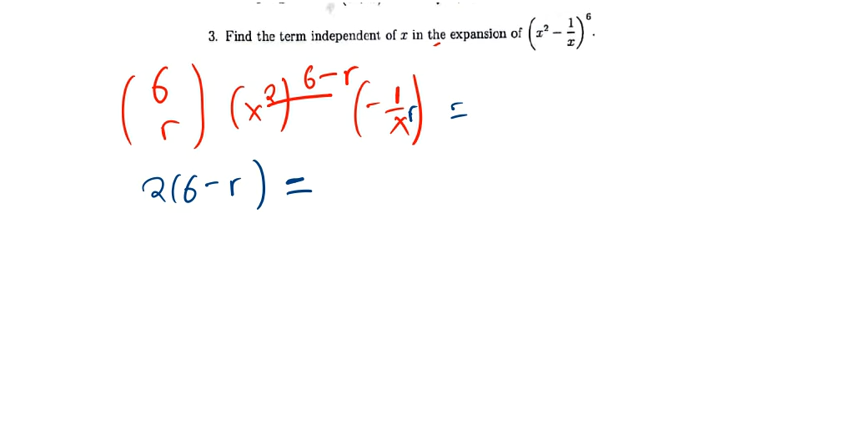 3. Find the term independent of x in the expansion of (x² − 1/x)⁶.
(6 r) (x²)^(6−r) (−1/x^r) =
2(6−r) =